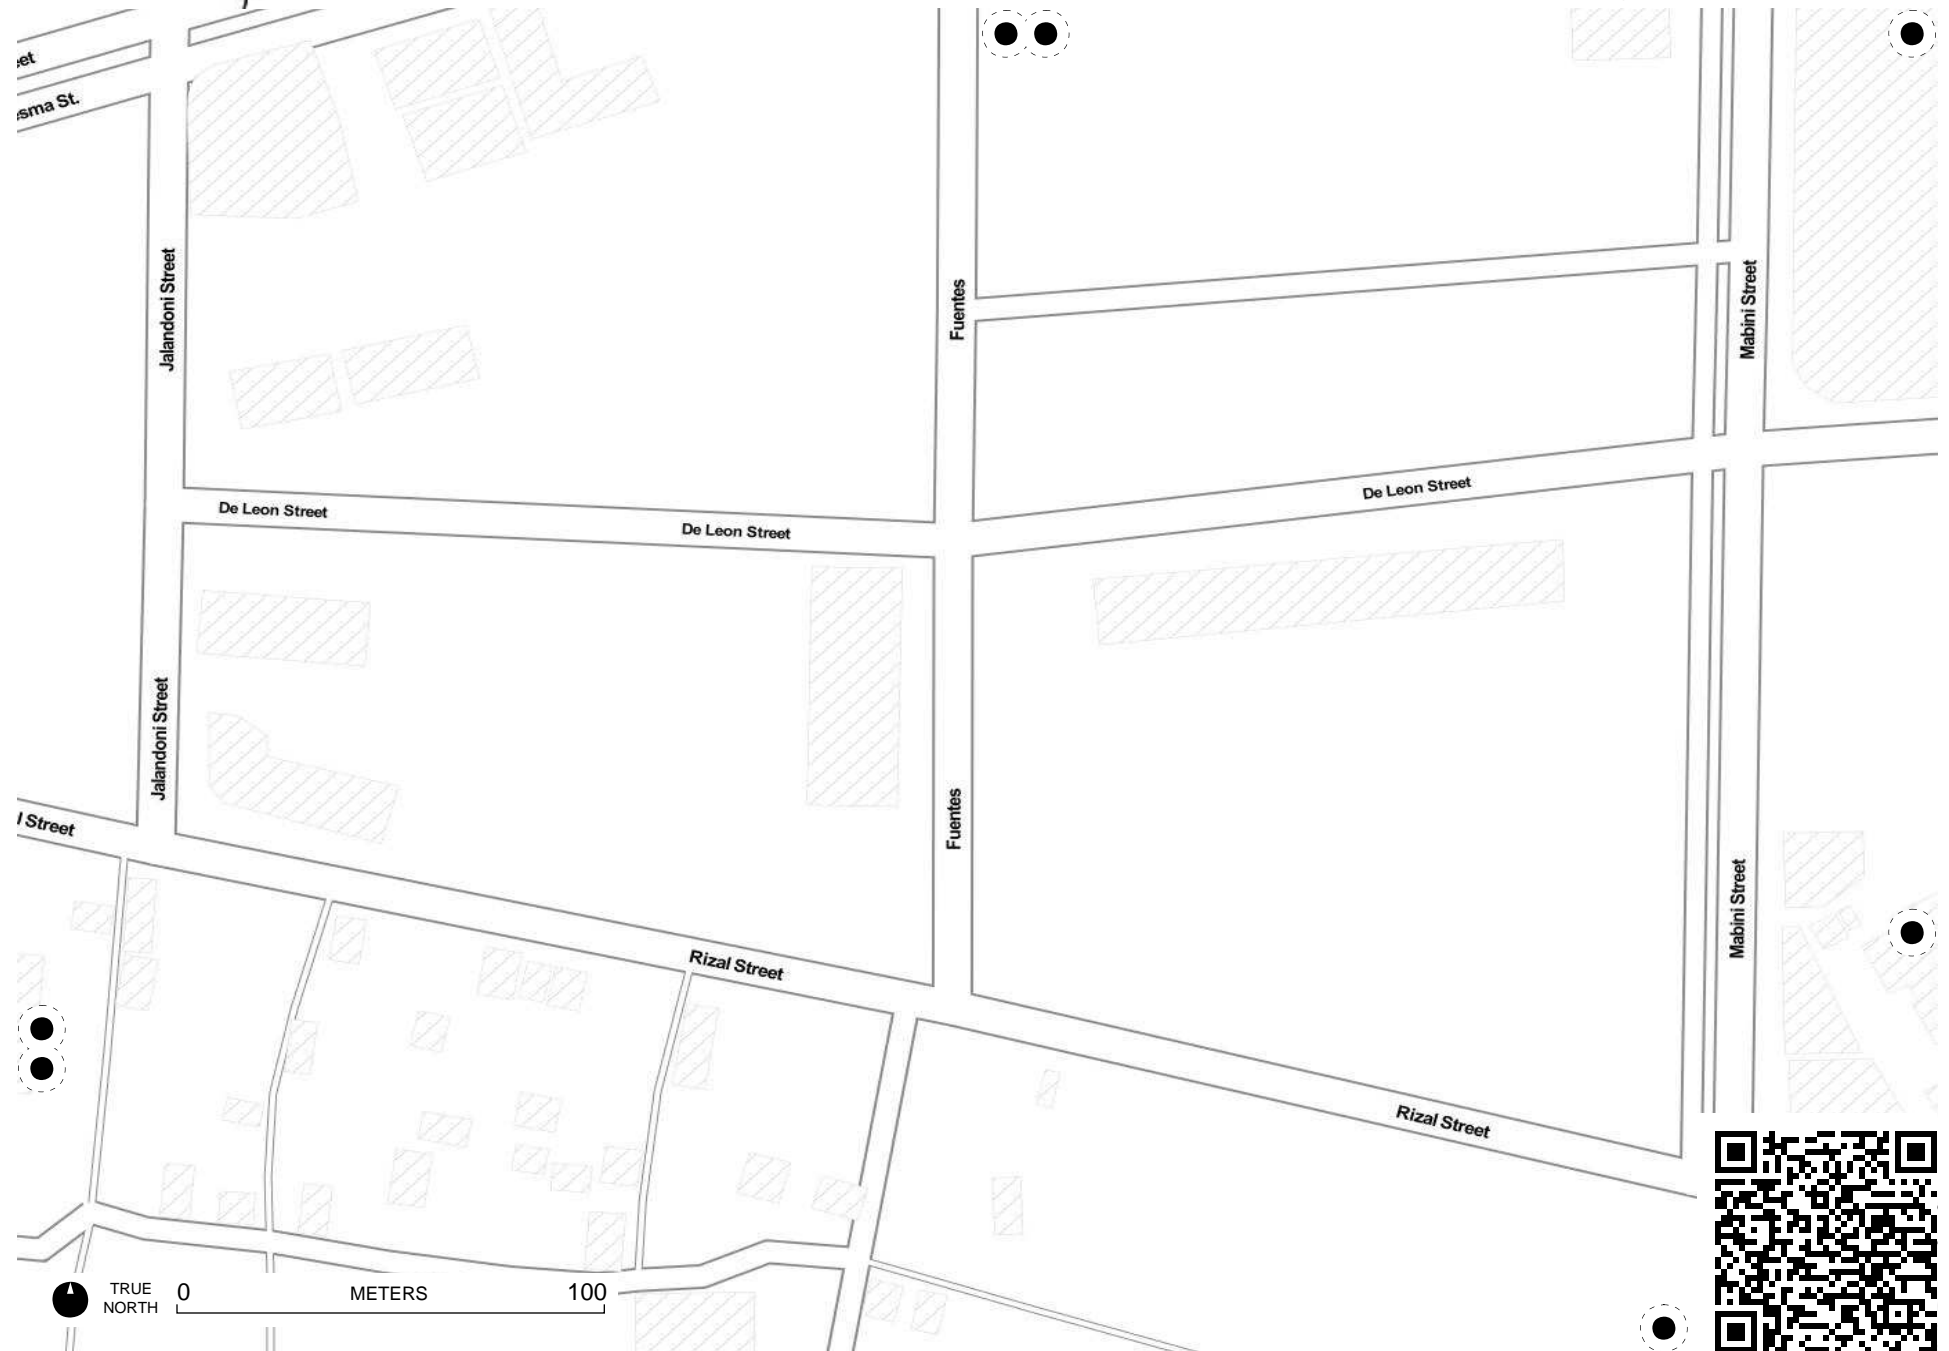 esma St.
Jalandoni Street
Fuentes
Mabini Street
De Leon Street
De Leon Street
De Leon Street
Jalandoni Street
Fuentes
Mabini Street
l Street
Rizal Street
Rizal Street
TRUE
NORTH
0
METERS
100